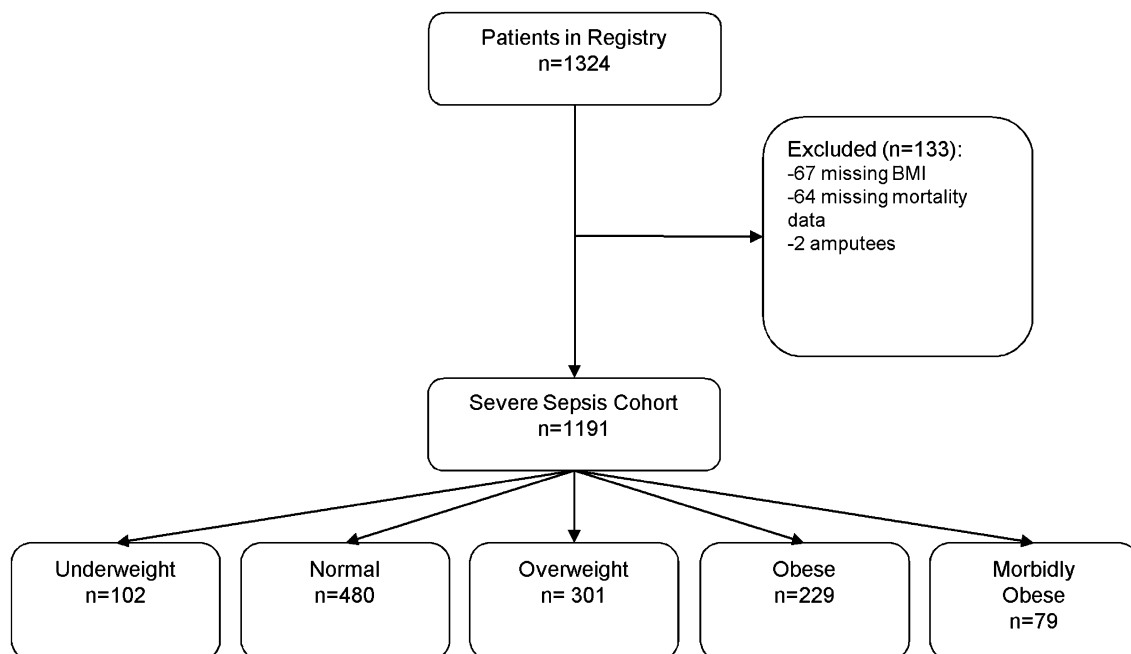 Patients in Registry
n=1324
Excluded (n=133):
-67 missing BMI
-64 missing mortality
data
-2 amputees
Severe Sepsis Cohort
n=1191
Underweight
n=102
Normal
n=480
Overweight
n= 301
Obese
n=229
Morbidly
Obese
n=79